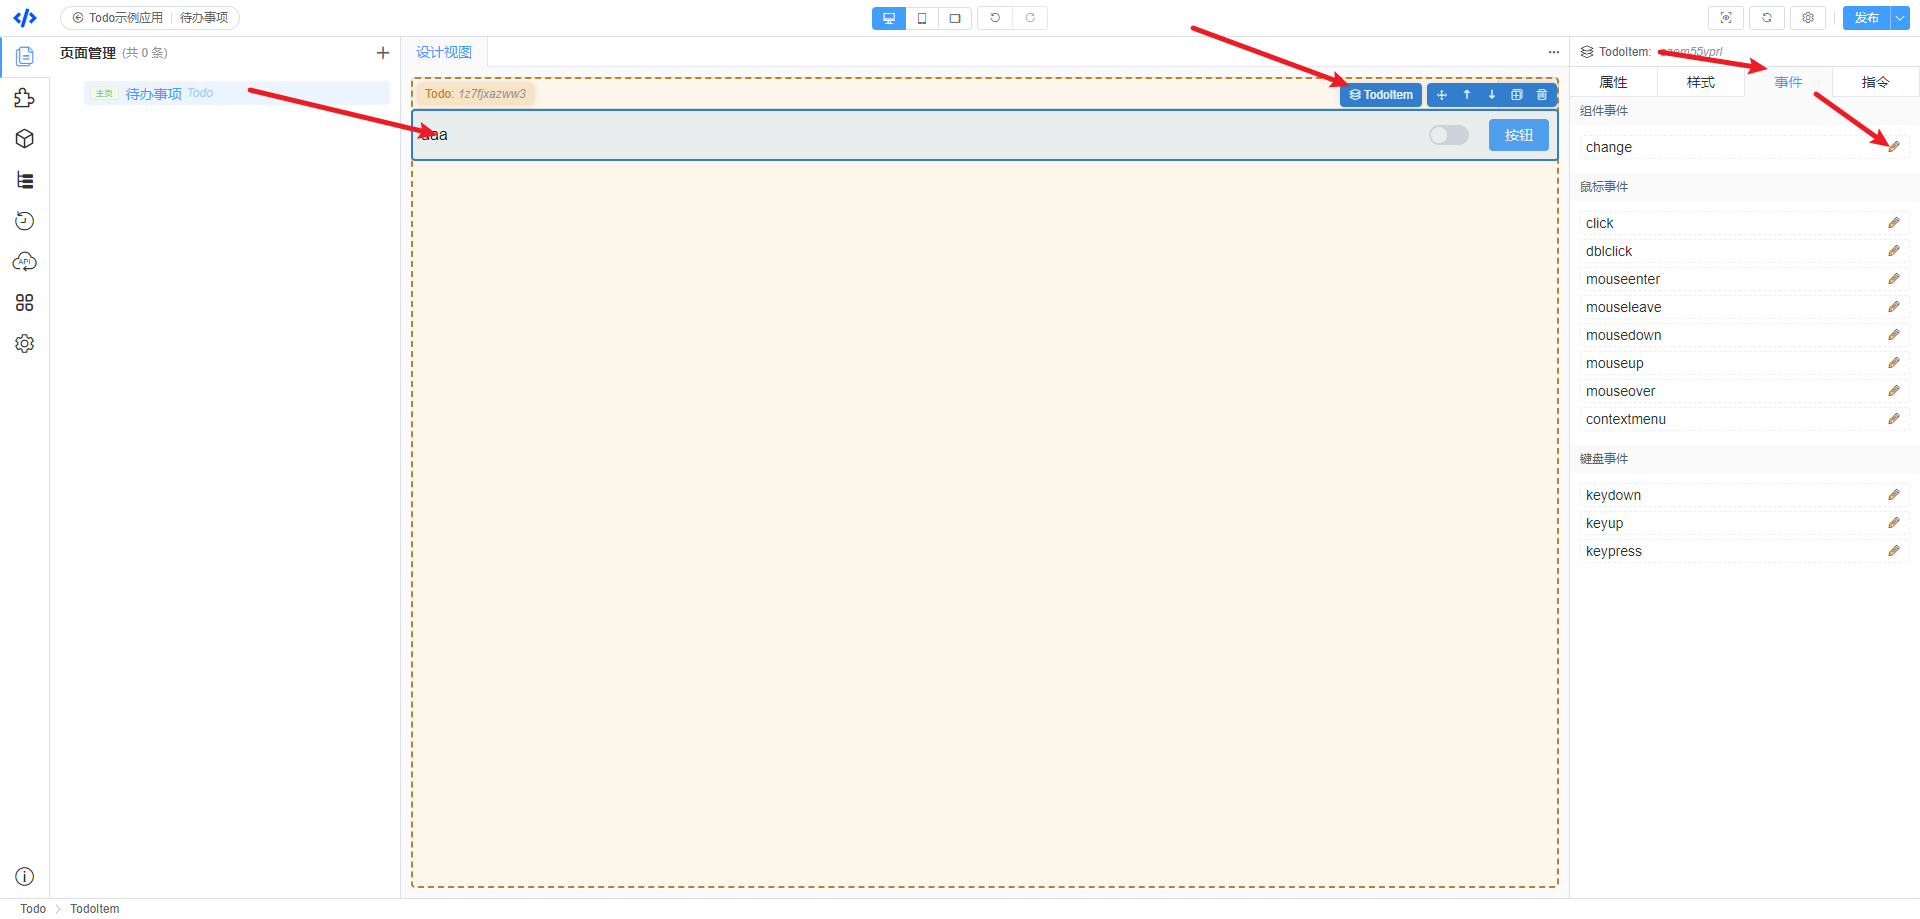 Todo示例应用 待办事项
发布
页面管理 (共 0 条)
主页 待办事项 Todo
设计视图
Todo: 1z7fjxazww3
TodoItem
按钮
TodoItem:
属性 样式 事件 指令
组件事件
change
鼠标事件
click
dblclick
mouseenter
mouseleave
mousedown
mouseup
mouseover
contextmenu
键盘事件
keydown
keyup
keypress
API
Todo > TodoItem